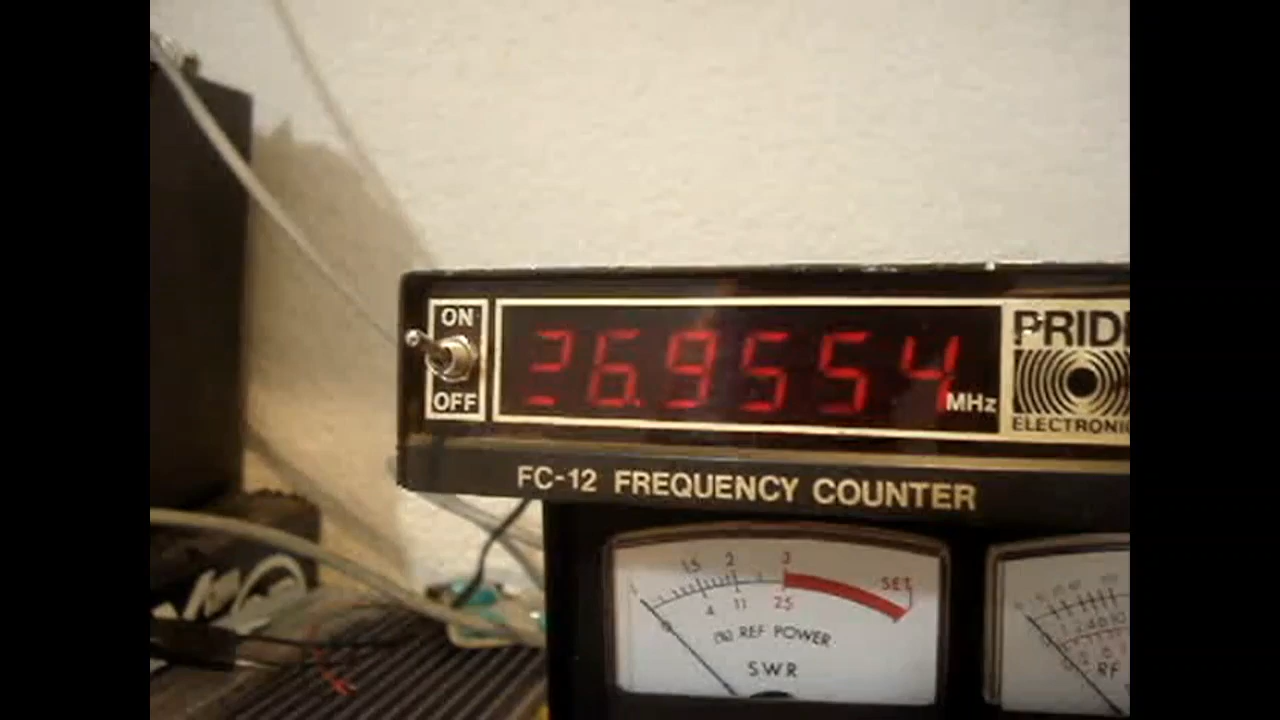 ON
OFF
26.9554 MHz
PRID
ELECTRONI
FC-12 FREQUENCY COUNTER
1.5 2 3 SET
4 11 25
REF POWER
SWR
RF